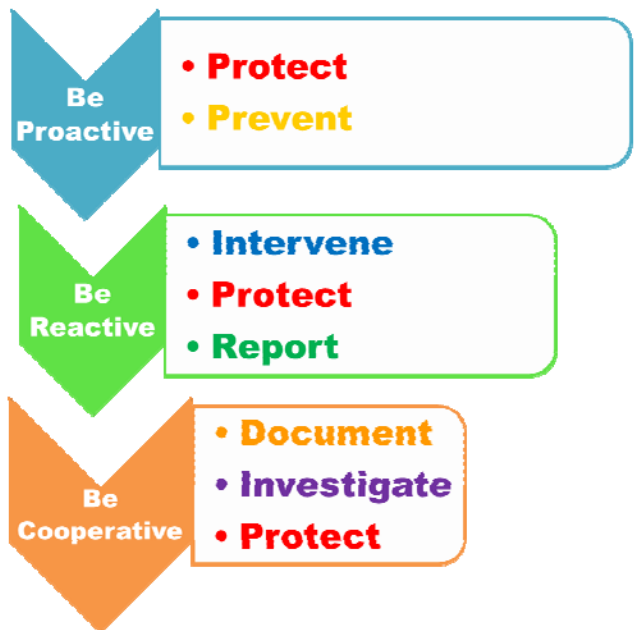 Be
Proactive
• Protect
• Prevent
Be
Reactive
• Intervene
• Protect
• Report
Be
Cooperative
• Document
• Investigate
• Protect